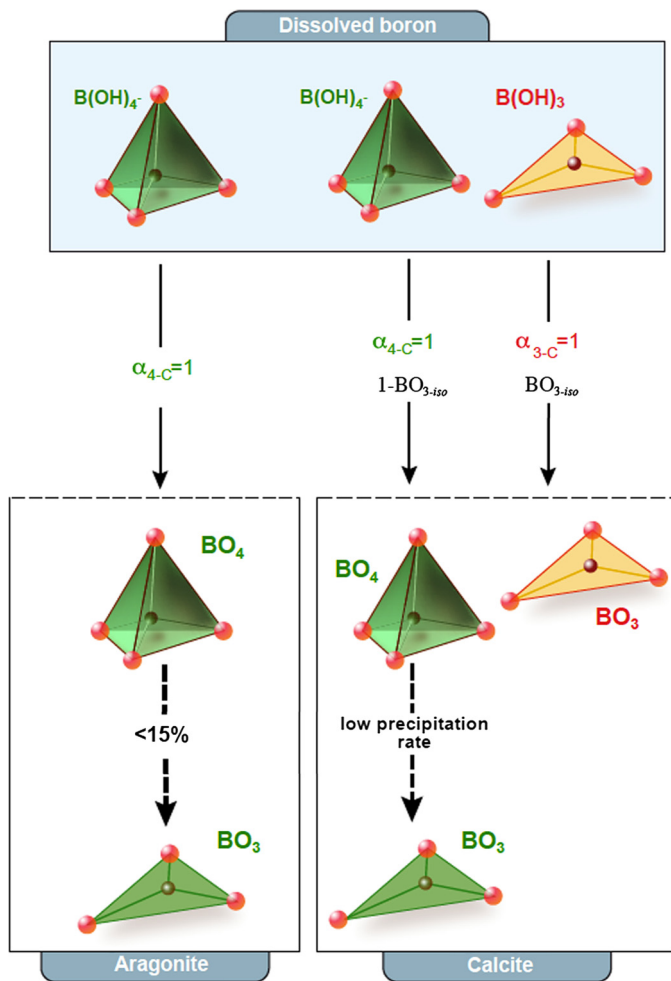 Dissolved boron
B(OH)₄-
B(OH)₄-
B(OH)₃
α₄₋C=1
α₄₋C=1
α₃₋C=1
1-BO₃₋iso
BO₃₋iso
BO₄
BO₄
BO₃
<15%
low precipitation
rate
BO₃
BO₃
Aragonite
Calcite